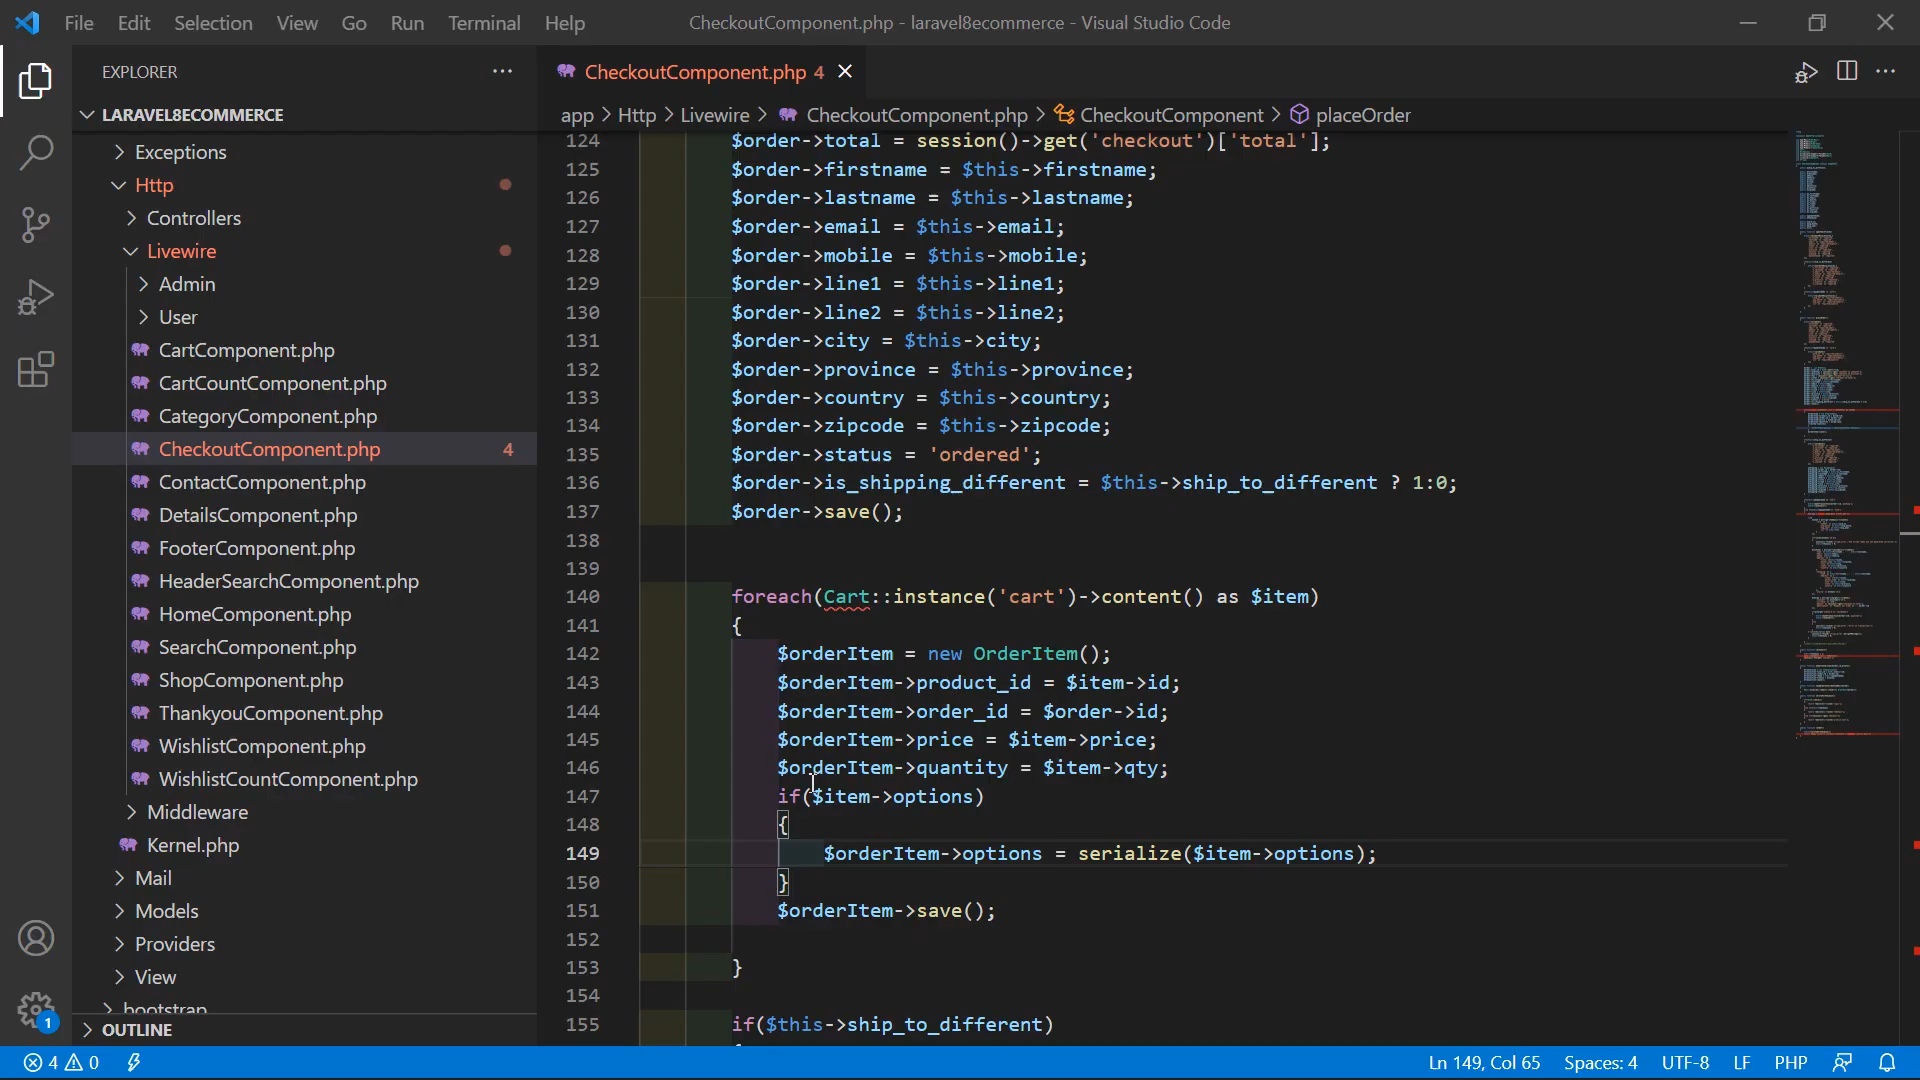 File Edit Selection View Go Run Terminal Help
CheckoutComponent.php - laravel8ecommerce - Visual Studio Code
EXPLORER
LARAVEL8ECOMMERCE
Exceptions
Http
Controllers
Livewire
Admin
User
CartComponent.php
CartCountComponent.php
CategoryComponent.php
CheckoutComponent.php 4
ContactComponent.php
DetailsComponent.php
FooterComponent.php
HeaderSearchComponent.php
HomeComponent.php
SearchComponent.php
ShopComponent.php
ThankyouComponent.php
WishlistComponent.php
WishlistCountComponent.php
Middleware
Kernel.php
Mail
Models
Providers
View
bootstrap
OUTLINE
1
CheckoutComponent.php 4
app > Http > Livewire > CheckoutComponent.php > CheckoutComponent > placeOrder
124 $order->total = session()->get('checkout')['total'];
125 $order->firstname = $this->firstname;
126 $order->lastname = $this->lastname;
127 $order->email = $this->email;
128 $order->mobile = $this->mobile;
129 $order->line1 = $this->line1;
130 $order->line2 = $this->line2;
131 $order->city = $this->city;
132 $order->province = $this->province;
133 $order->country = $this->country;
134 $order->zipcode = $this->zipcode;
135 $order->status = 'ordered';
136 $order->is_shipping_different = $this->ship_to_different ? 1:0;
137 $order->save();
138
139
140 foreach(Cart::instance('cart')->content() as $item)
141 {
142 $orderItem = new OrderItem();
143 $orderItem->product_id = $item->id;
144 $orderItem->order_id = $order->id;
145 $orderItem->price = $item->price;
146 $orderItem->quantity = $item->qty;
147 if($item->options)
148 {
149 $orderItem->options = serialize($item->options);
150 }
151 $orderItem->save();
152
153 }
154
155 if($this->ship_to_different)
4 0
Ln 149, Col 65 Spaces: 4 UTF-8 LF PHP